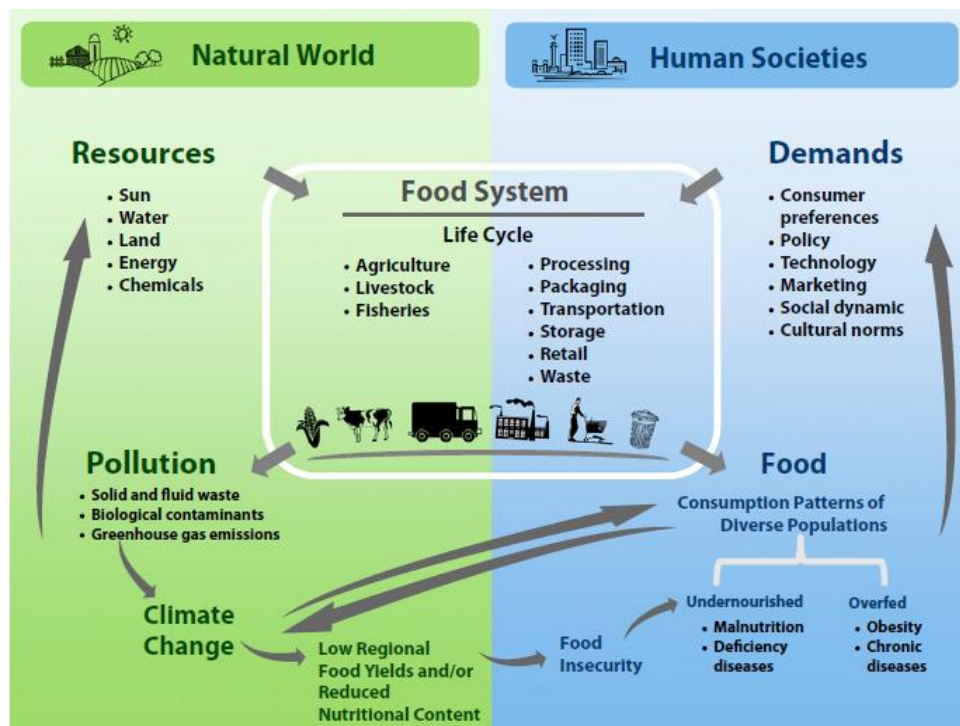 Natural World
Human Societies
Resources
• Sun
• Water
• Land
• Energy
• Chemicals
Food System
Life Cycle
• Agriculture
• Livestock
• Fisheries
• Processing
• Packaging
• Transportation
• Storage
• Retail
• Waste
Demands
• Consumer
preferences
• Policy
• Technology
• Marketing
• Social dynamic
• Cultural norms
Pollution
• Solid and fluid waste
• Biological contaminants
• Greenhouse gas emissions
Food
Consumption Patterns of
Diverse Populations
Climate
Change
Low Regional
Food Yields and/or
Reduced
Nutritional Content
Food
Insecurity
Undernourished
• Malnutrition
• Deficiency
diseases
Overfed
• Obesity
• Chronic
diseases